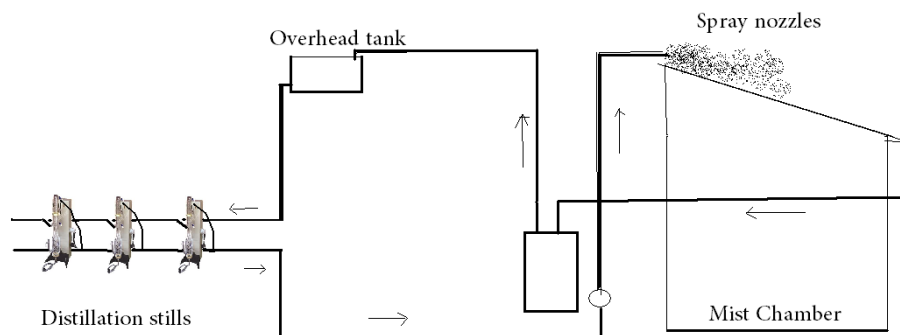 Spray nozzles
Overhead tank
Distillation stills
Mist Chamber